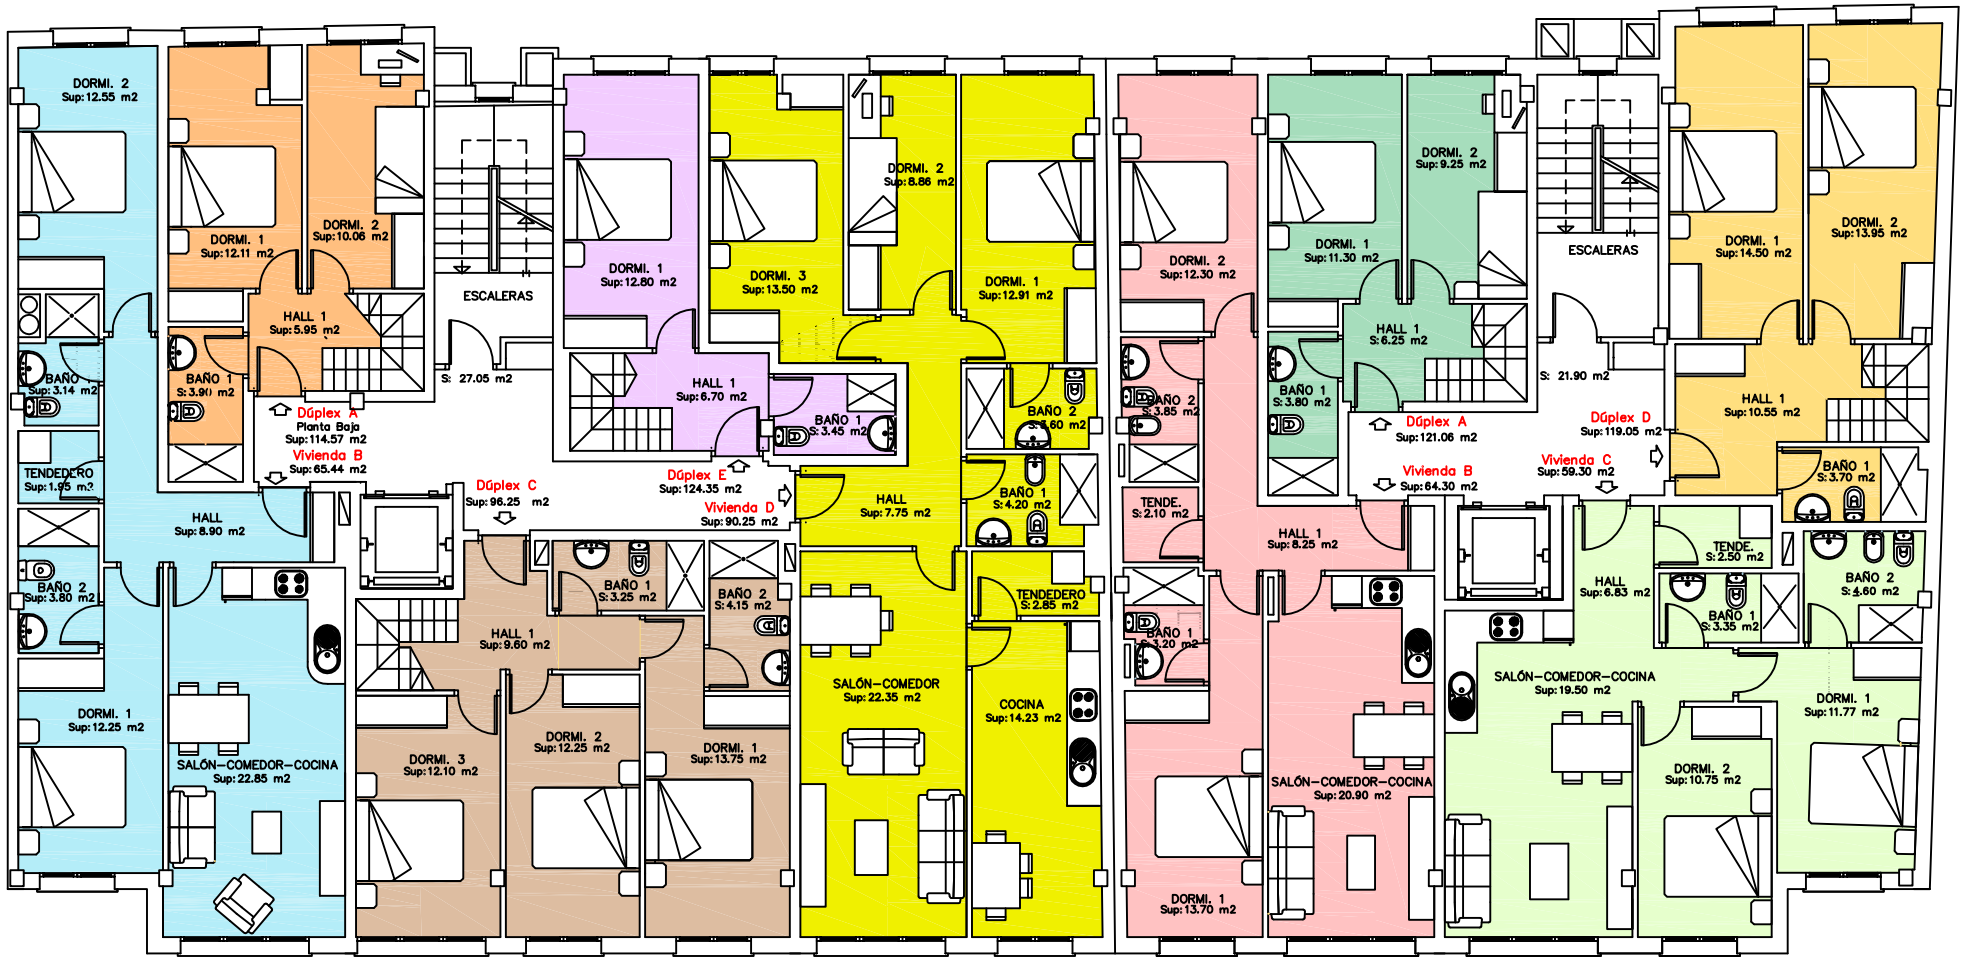 DORMI. 2
Sup:12.55 m2
DORMI. 1
Sup:12.11 m2
DORMI. 2
Sup:10.06 m2
HALL 1
Sup:5.95 m2
BAÑO 1
Sup:3.14 m2
BAÑO 1
S:3.90 m2
TENDEDERO
Sup:1.95 m2
HALL
Sup:8.90 m2
BAÑO 2
Sup:3.80 m2
DORMI. 1
Sup:12.25 m2
SALÓN-COMEDOR-COCINA
Sup:22.85 m2
Dúplex A
Planta Baja
Sup:114.57 m2
Vivienda B
Sup:65.44 m2
ESCALERAS
S: 27.05 m2
Dúplex C
Sup:96.25 m2
HALL 1
Sup:9.60 m2
BAÑO 1
S:3.25 m2
BAÑO 2
S:4.15 m2
DORMI. 3
Sup:12.10 m2
DORMI. 2
Sup:12.25 m2
DORMI. 1
Sup:13.75 m2
DORMI. 1
Sup:12.80 m2
HALL 1
Sup:6.70 m2
BAÑO 1
S:3.45 m2
Dúplex E
Sup:124.35 m2
Vivienda D
Sup:90.25 m2
DORMI. 3
Sup:13.50 m2
DORMI. 2
Sup:8.86 m2
DORMI. 1
Sup:12.91 m2
BAÑO 2
S:3.60 m2
HALL
Sup:7.75 m2
BAÑO 1
S:4.20 m2
TENDEDERO
S:2.85 m2
SALÓN-COMEDOR
Sup:22.35 m2
COCINA
Sup:14.23 m2
DORMI. 2
Sup:12.30 m2
BAÑO 2
S:3.85 m2
TENDE.
S:2.10 m2
HALL 1
Sup:8.25 m2
BAÑO 1
S:3.20 m2
DORMI. 1
Sup:13.70 m2
SALÓN-COMEDOR-COCINA
Sup:20.90 m2
DORMI. 1
Sup:11.30 m2
DORMI. 2
Sup:9.25 m2
HALL 1
S:6.25 m2
BAÑO 1
S:3.80 m2
Dúplex A
Sup:121.06 m2
Vivienda B
Sup:64.30 m2
ESCALERAS
S: 21.90 m2
Dúplex D
Sup:119.05 m2
Vivienda C
Sup:59.30 m2
DORMI. 1
Sup:14.50 m2
DORMI. 2
Sup:13.95 m2
HALL 1
Sup:10.55 m2
BAÑO 1
S:3.70 m2
TENDE.
S:2.50 m2
HALL
Sup:6.83 m2
BAÑO 1
S:3.35 m2
BAÑO 2
S:4.60 m2
SALÓN-COMEDOR-COCINA
Sup:19.50 m2
DORMI. 1
Sup:11.77 m2
DORMI. 2
Sup:10.75 m2